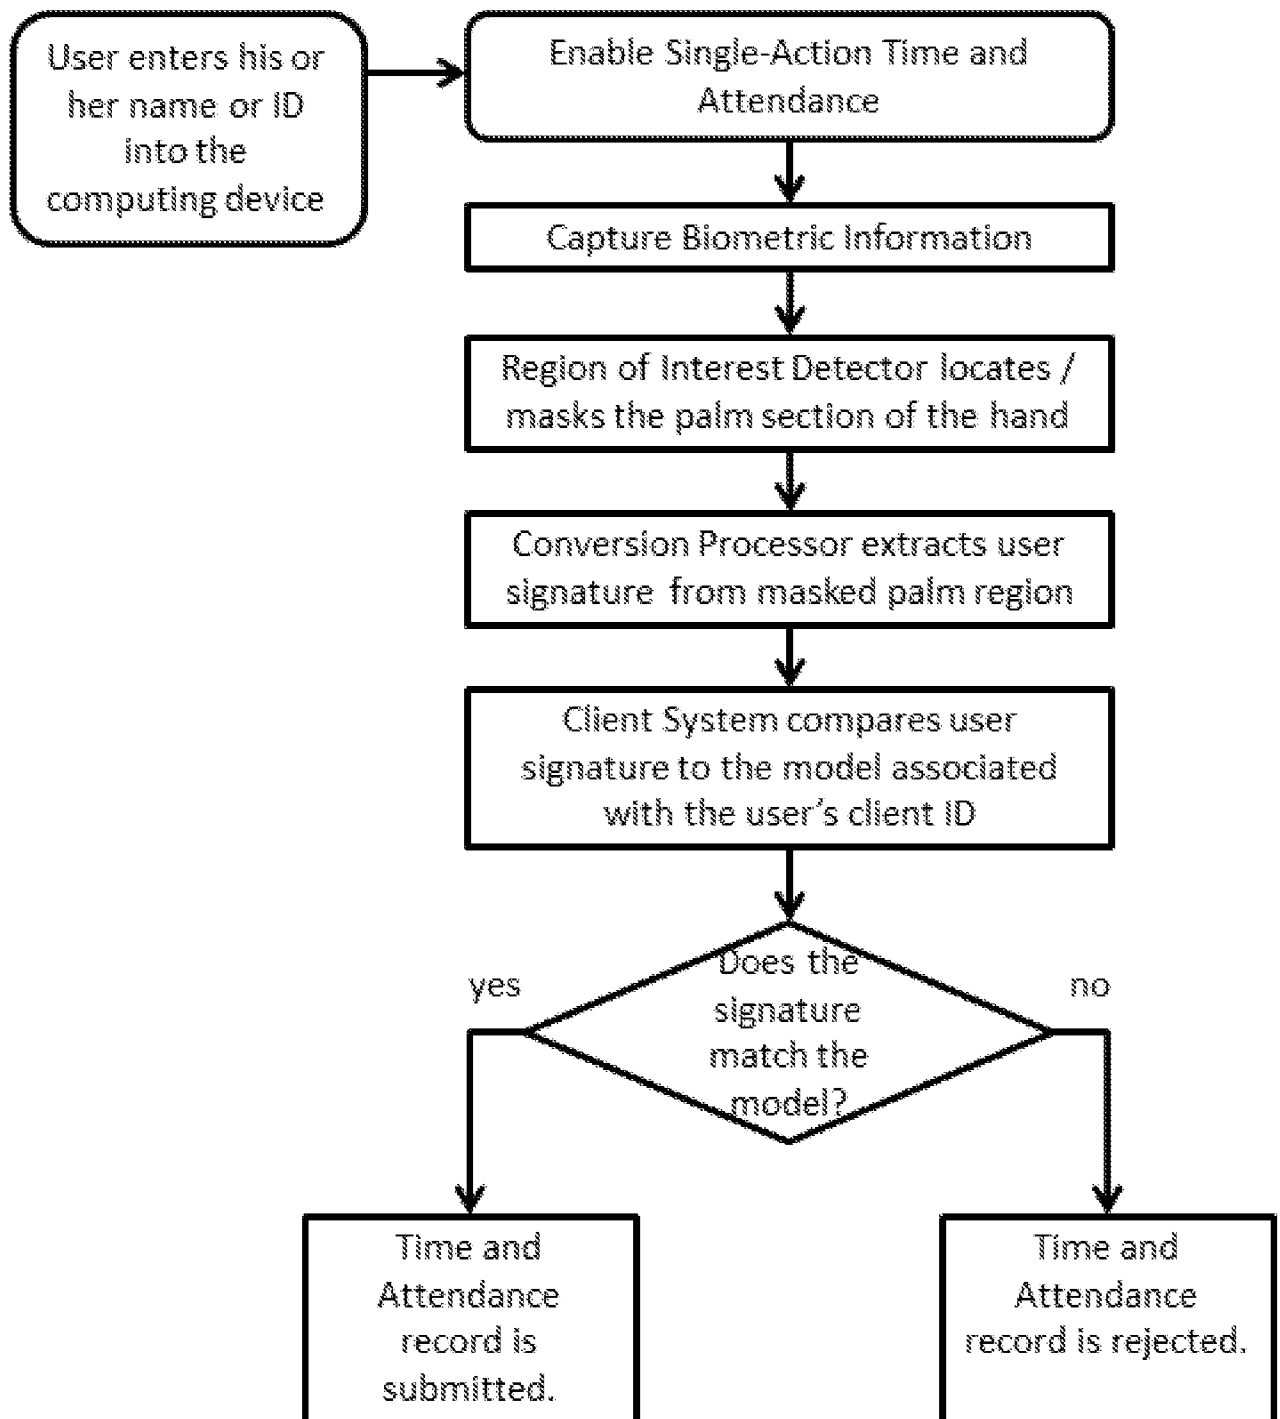 User enters his or
her name or ID
into the
computing device
Enable Single-Action Time and
Attendance
Capture Biometric Information
Region of Interest Detector locates /
masks the palm section of the hand
Conversion Processor extracts user
signature from masked palm region
Client System compares user
signature to the model associated
with the user's client ID
Does the
signature
match the
model?
yes
no
Time and
Attendance
record is
submitted.
Time and
Attendance
record is rejected.